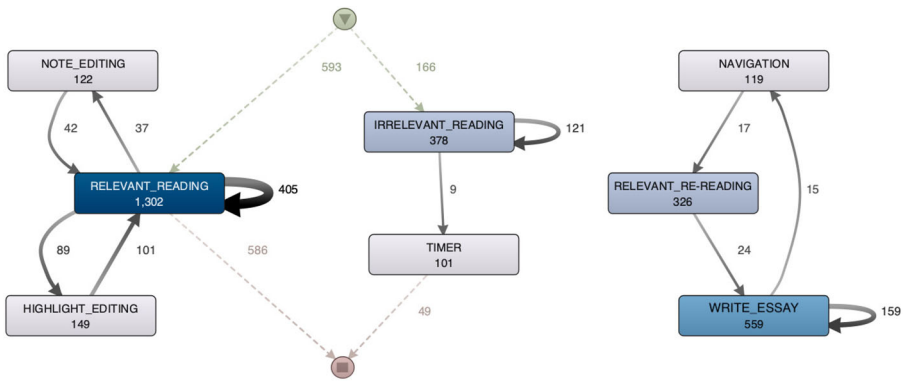 593
166
NOTE_EDITING
122
NAVIGATION
119
42
37
IRRELEVANT_READING
378
121
17
RELEVANT_READING
1,302
405
9
RELEVANT_RE-READING
326
15
89
101
586
TIMER
101
24
HIGHLIGHT_EDITING
149
49
WRITE_ESSAY
559
159